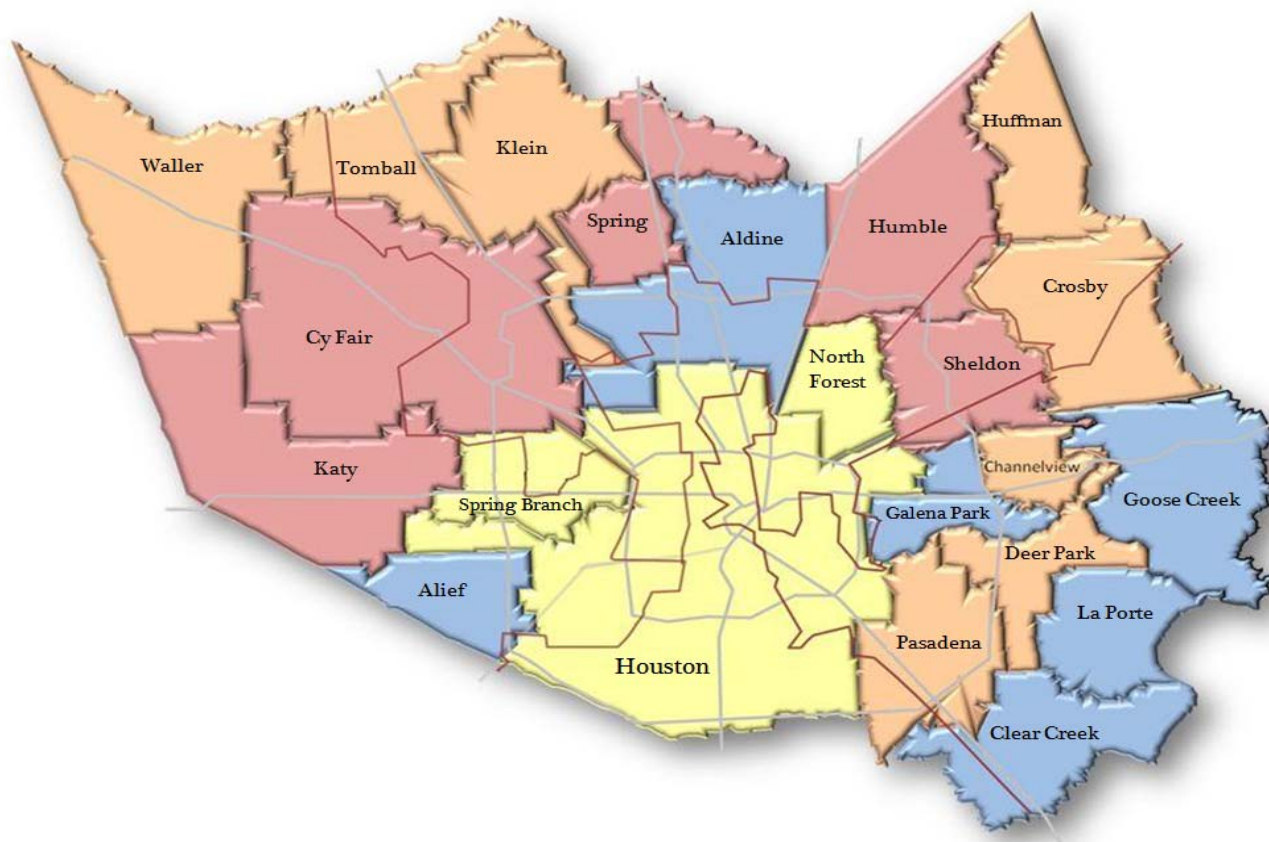 Huffman
Klein
Waller
Tomball
Spring
Humble
Aldine
Crosby
Cy Fair
North
Forest
Sheldon
Katy
Channelview
Goose Creek
Spring Branch
Galena Park
Deer Park
Alief
La Porte
Pasadena
Houston
Clear Creek